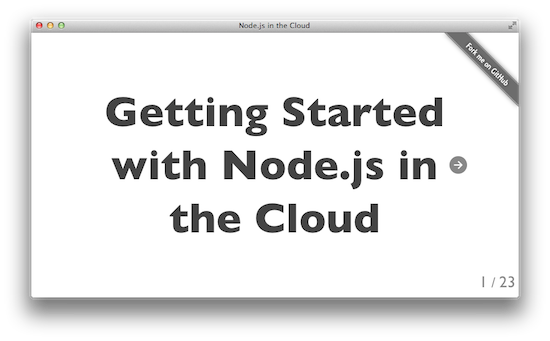 Node.js in the Cloud
Fork me on GitHub
Getting Started
with Node.js in
the Cloud
1 / 23